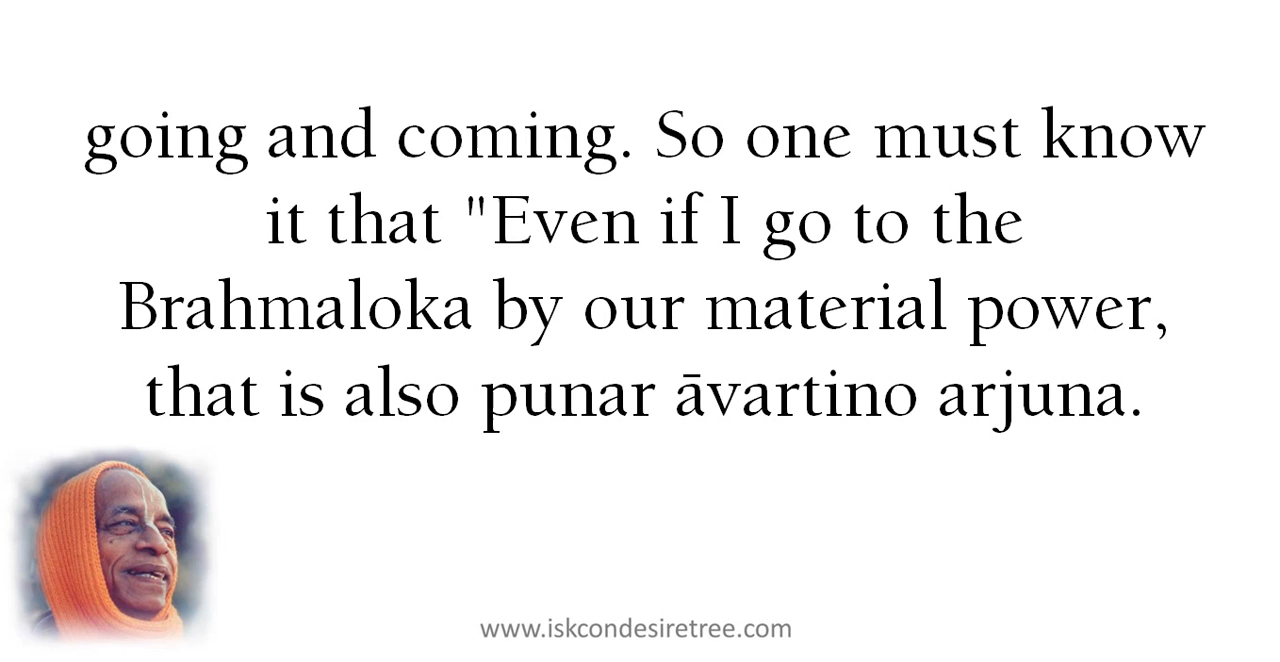 going and coming. So one must know
it that "Even if I go to the
Brahmaloka by our material power,
that is also punar āvartino arjuna.
www.iskcondesiretree.com